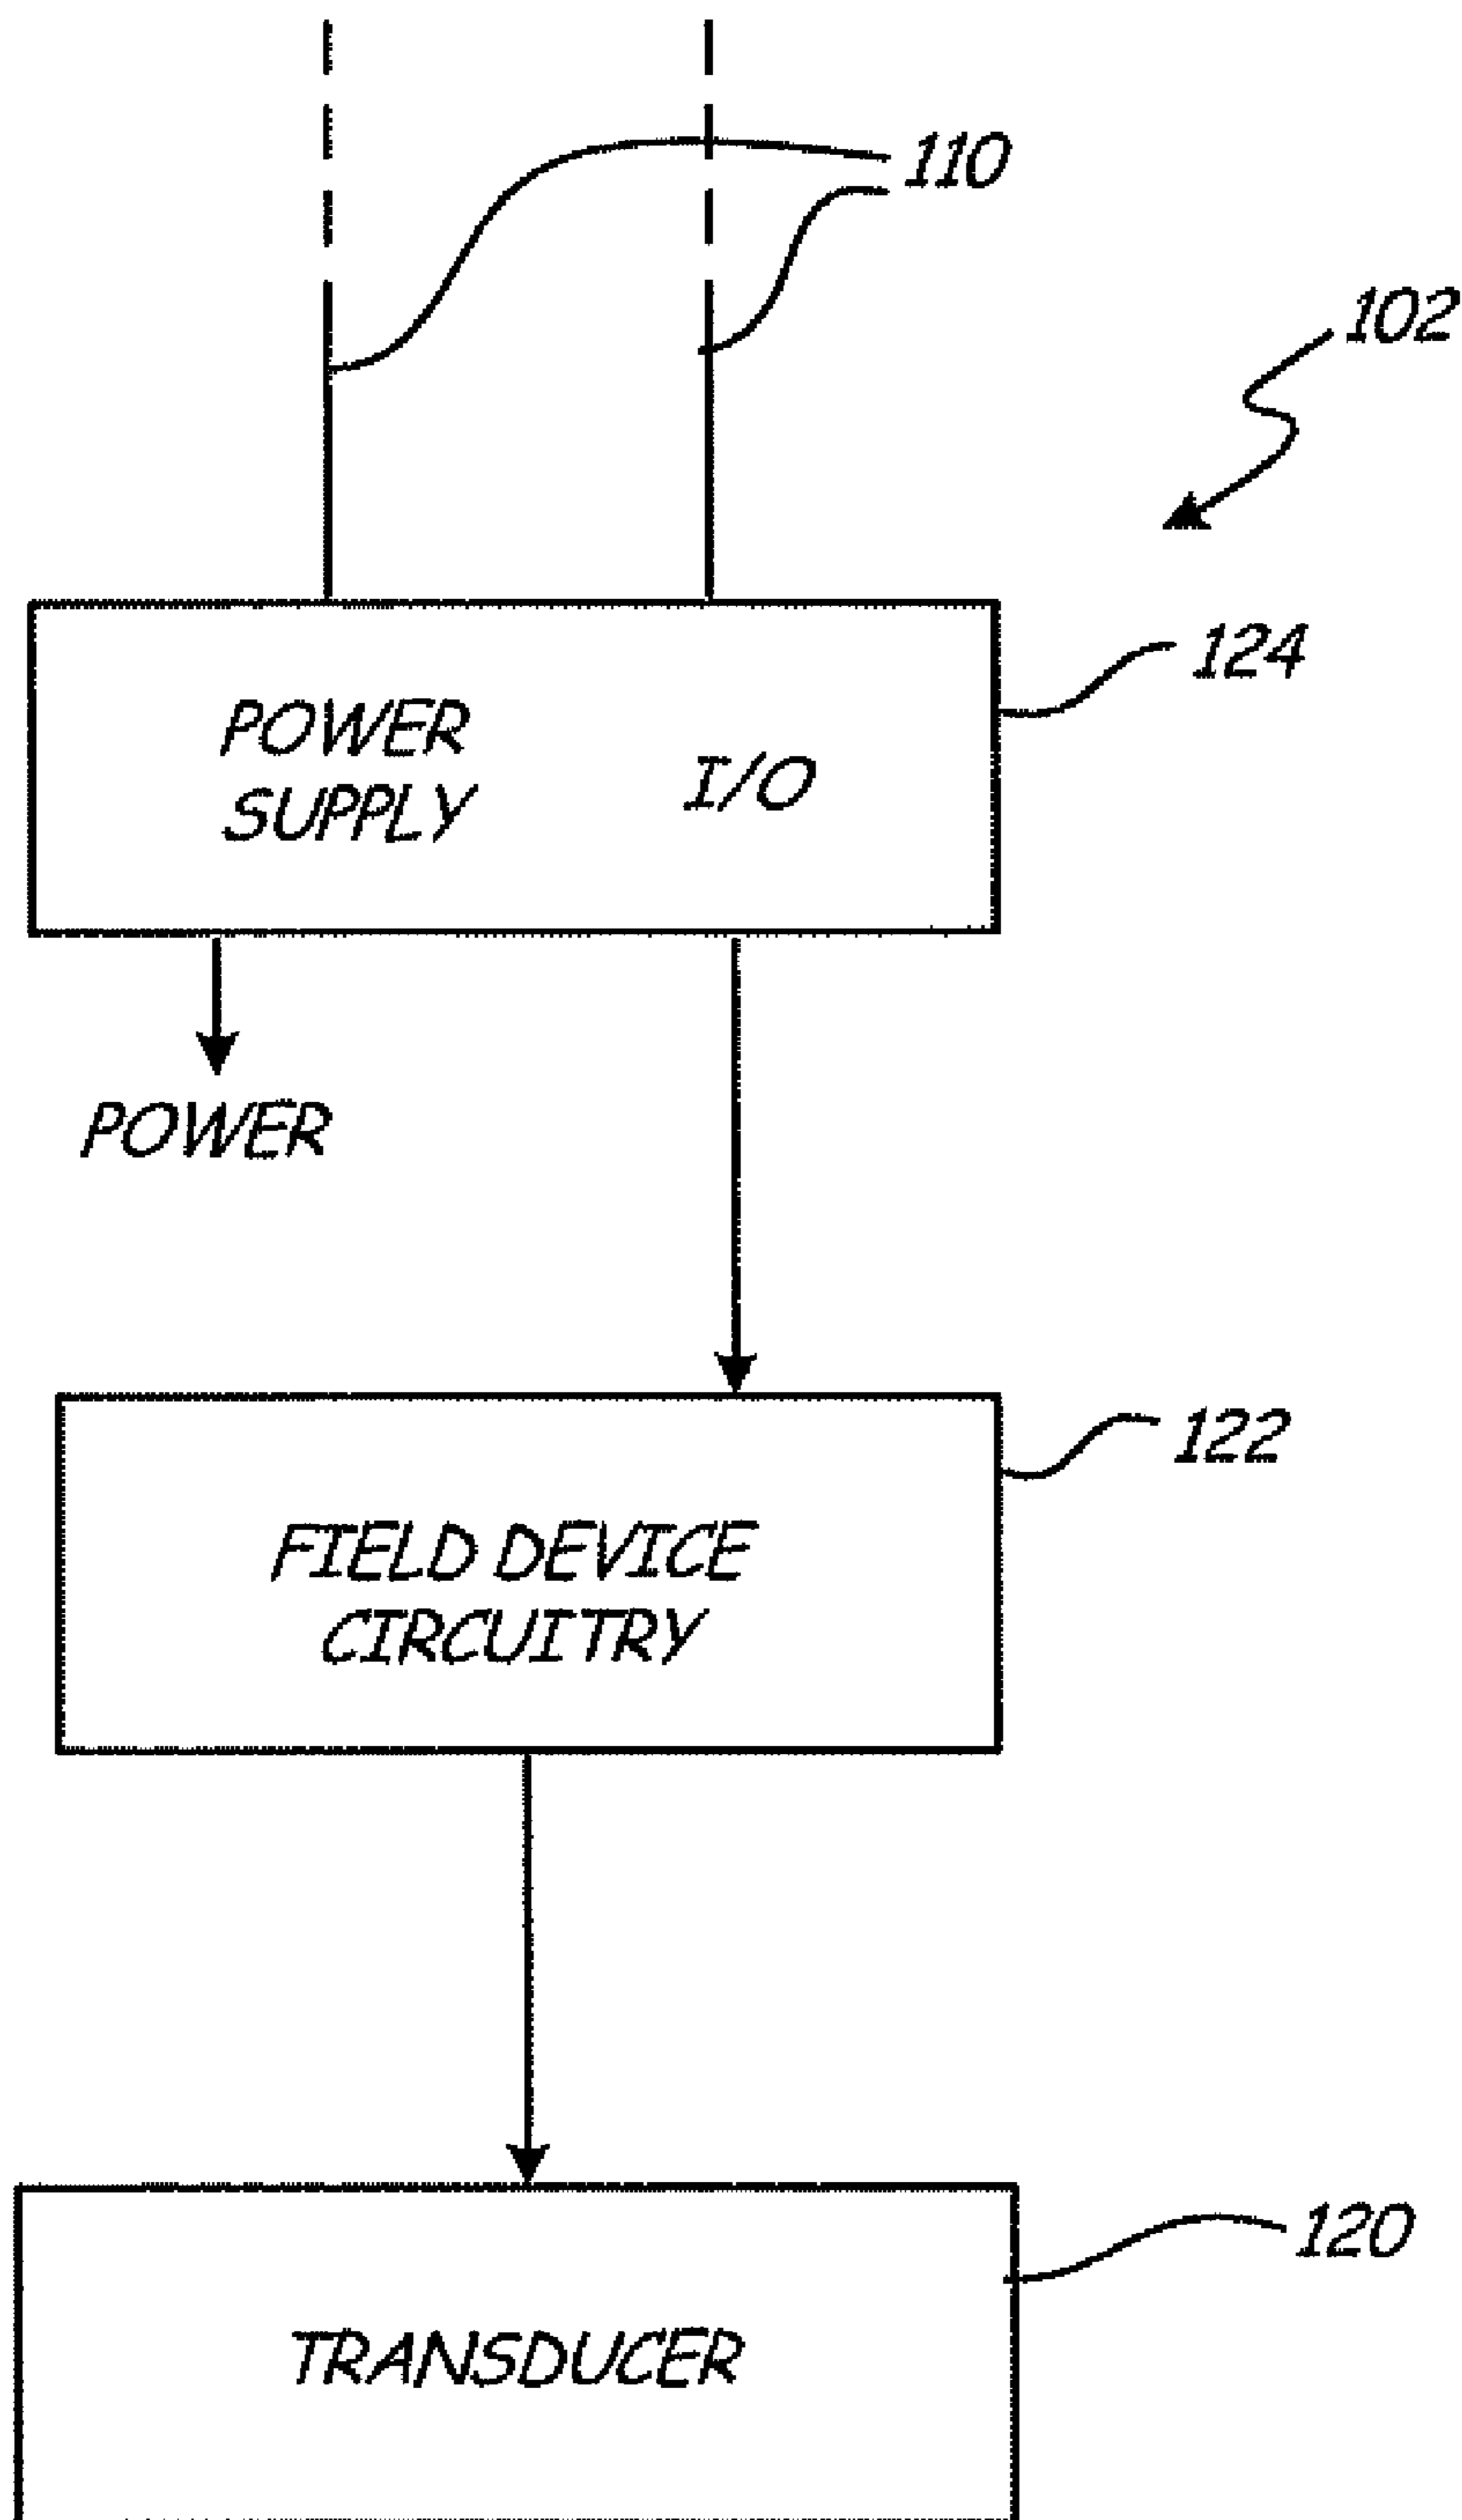 110
102
124
POWER
SUPPLY
I/O
POWER
122
FIELD DEVICE
CIRCUITRY
120
TRANSDUCER